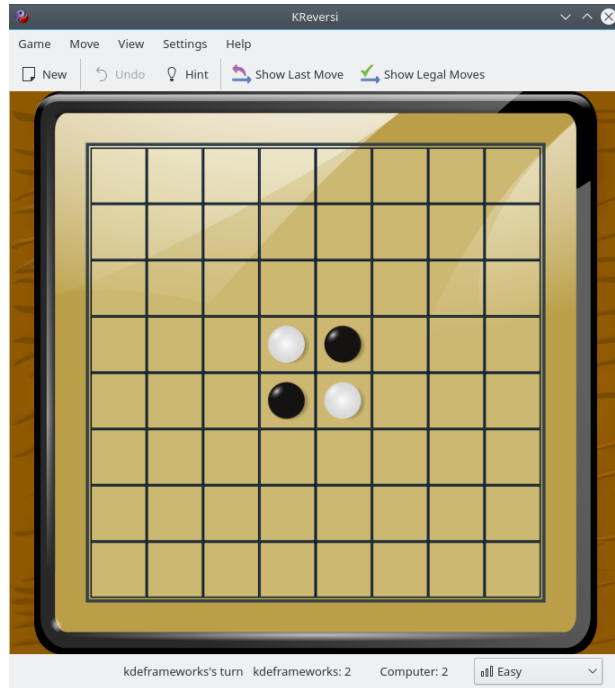 KReversi
Game Move View Settings Help
New Undo Hint Show Last Move Show Legal Moves
kdeframeworks's turn kdeframeworks: 2 Computer: 2 Easy